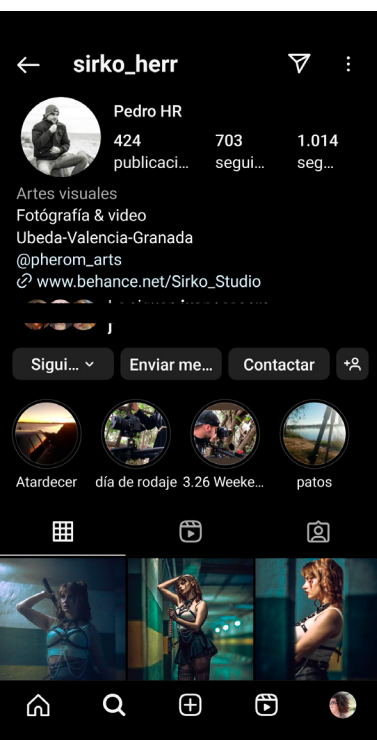 sirko_herr
Pedro HR
424 703 1.014
publicaci... segui... seg...
Artes visuales
Fotógrafía & video
Ubeda-Valencia-Granada
@pherom_arts
www.behance.net/Sirko_Studio
Sigui... Enviar me... Contactar
Atardecer día de rodaje 3.26 Weeke... patos